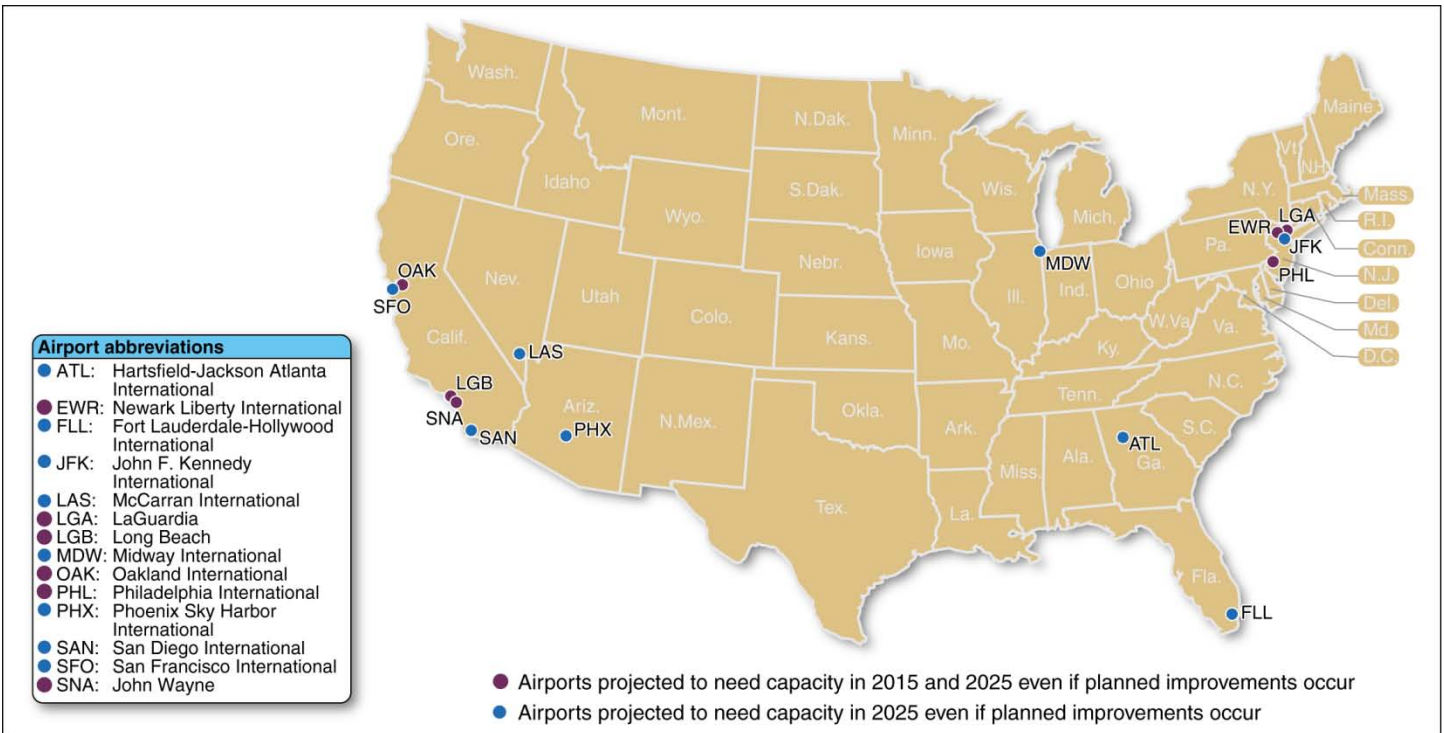 Wash.
Maine
Mont.
N.Dak.
Minn.
Ore.
Vt.
N.H.
Idaho
Wis.
S.Dak.
N.Y.
Mass.
Wyo.
Mich.
LGA
R.I.
EWR
JFK
Iowa
Pa.
Conn.
Nebr.
MDW
OAK
Nev.
Ohio
PHL
N.J.
SFO
Utah
Ill.
Ind.
Del.
Colo.
W.Va.
Va.
Md.
Calif.
Kans.
Mo.
LAS
Ky.
D.C.
LGB
N.C.
Tenn.
SNA
Ariz.
Okla.
SAN
PHX
N.Mex.
Ark.
S.C.
ATL
Miss.
Ala.
Ga.
Tex.
La.
Fla.
FLL
Airport abbreviations
ATL: Hartsfield-Jackson Atlanta
International
EWR: Newark Liberty International
FLL: Fort Lauderdale-Hollywood
International
JFK: John F. Kennedy
International
LAS: McCarran International
LGA: LaGuardia
LGB: Long Beach
MDW: Midway International
OAK: Oakland International
PHL: Philadelphia International
PHX: Phoenix Sky Harbor
International
SAN: San Diego International
SFO: San Francisco International
SNA: John Wayne
Airports projected to need capacity in 2015 and 2025 even if planned improvements occur
Airports projected to need capacity in 2025 even if planned improvements occur